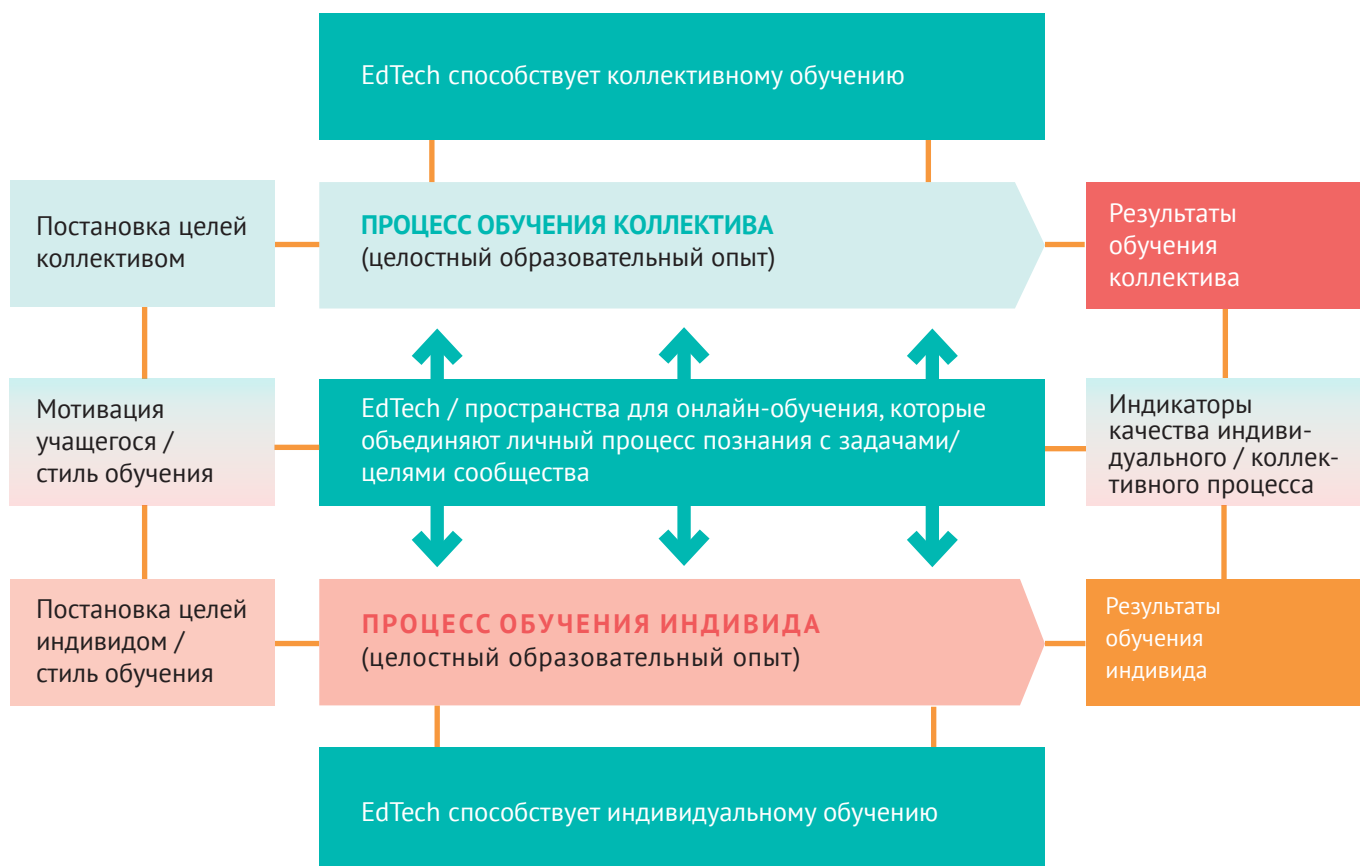 EdTech способствует коллективному обучению
Постановка целей
коллективом
ПРОЦЕСС ОБУЧЕНИЯ КОЛЛЕКТИВА
(целостный образовательный опыт)
Результаты
обучения
коллектива
Мотивация
учащегося /
стиль обучения
EdTech / пространства для онлайн-обучения, которые
объединяют личный процесс познания с задачами/
целями сообщества
Индикаторы
качества индиви-
дуального / коллек-
тивного процесса
Постановка целей
индивидом /
стиль обучения
ПРОЦЕСС ОБУЧЕНИЯ ИНДИВИДА
(целостный образовательный опыт)
Результаты
обучения
индивида
EdTech способствует индивидуальному обучению